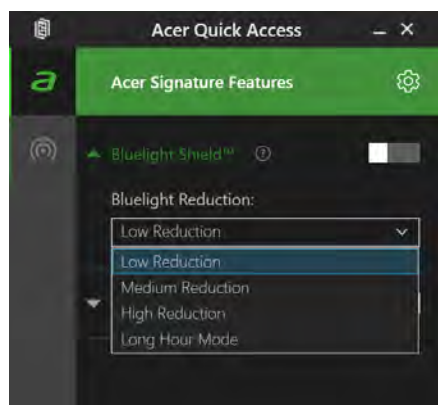 Acer Quick Access
a
Acer Signature Features
Bluelight Shield™
Bluelight Reduction:
Low Reduction
Low Reduction
Medium Reduction
High Reduction
Long Hour Mode